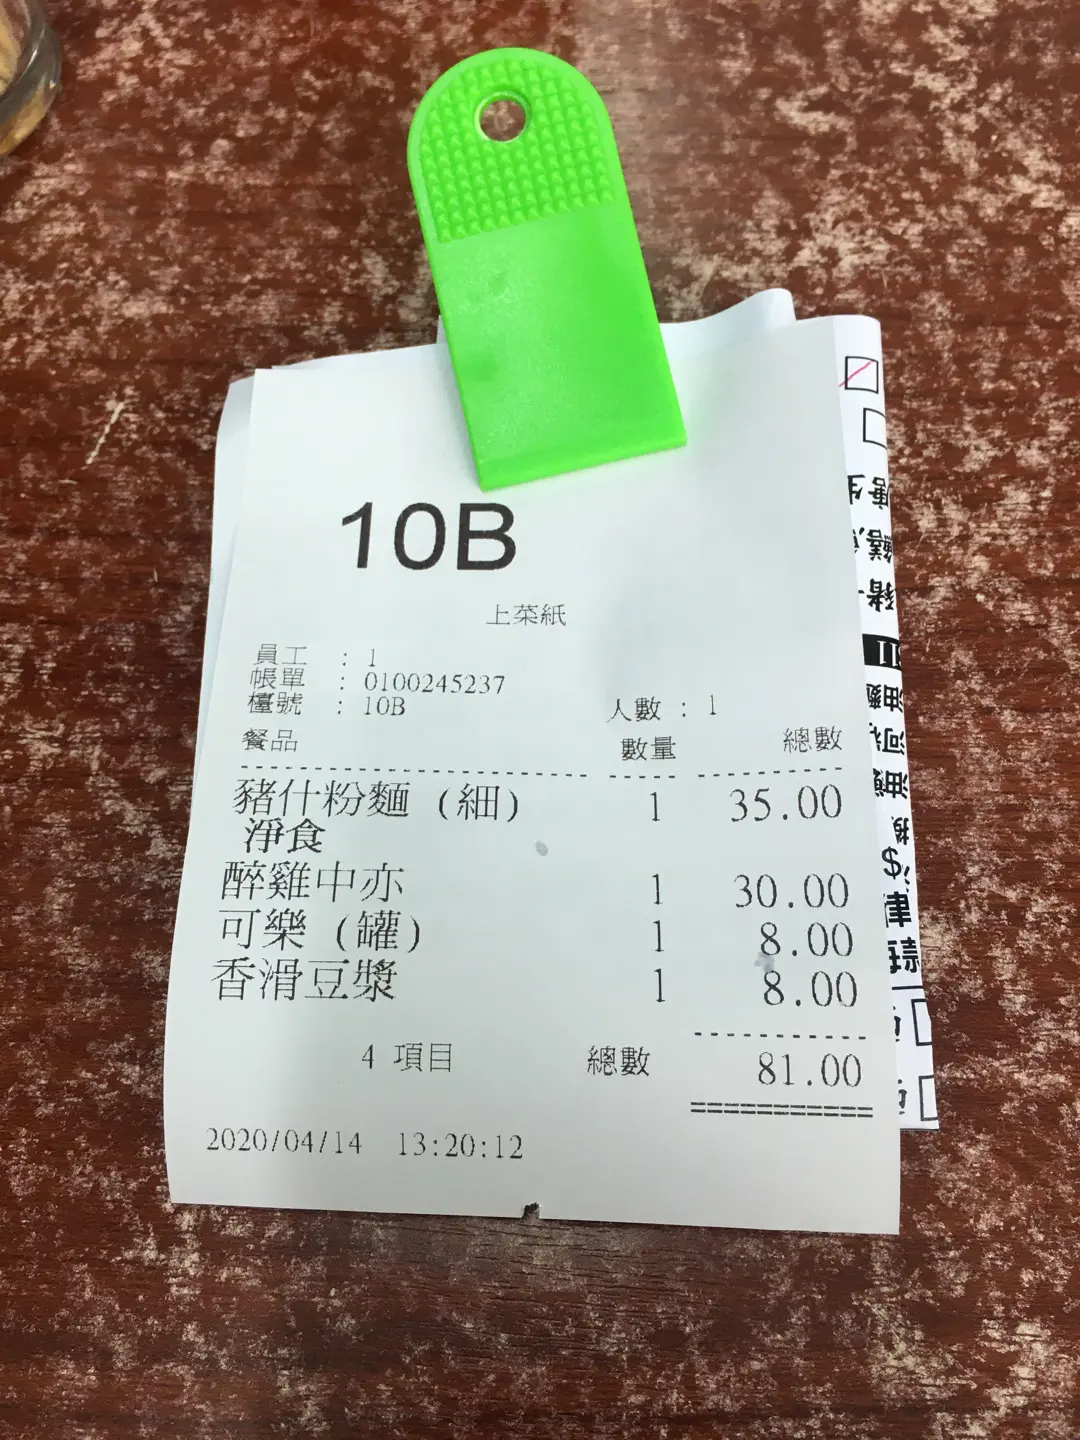 10B
上菜紙
員工 : 1
帳單 : 0100245237
檯號 : 10B 人數 : 1
餐品 數量 總數
豬什粉麵 (細) 1 35.00
淨食
醉雞中亦 1 30.00
可樂 (罐) 1 8.00
香滑豆漿 1 8.00
4 項目 總數 81.00
2020/04/14 13:20:12